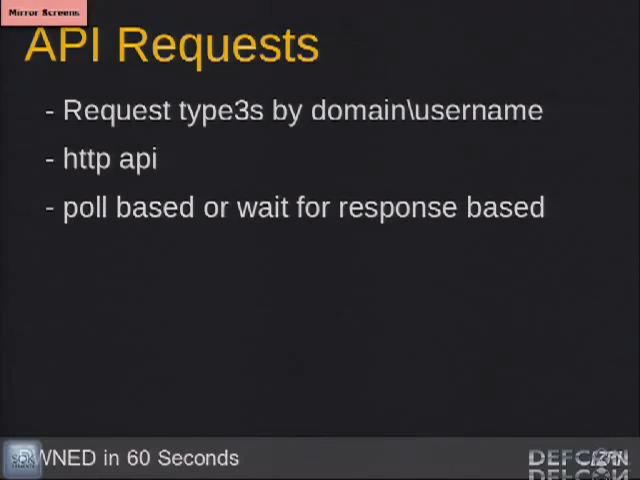 Mirror Screens
API Requests
- Request type3s by domain\username
- http api
- poll based or wait for response based
WNED in 60 Seconds
DEFCON